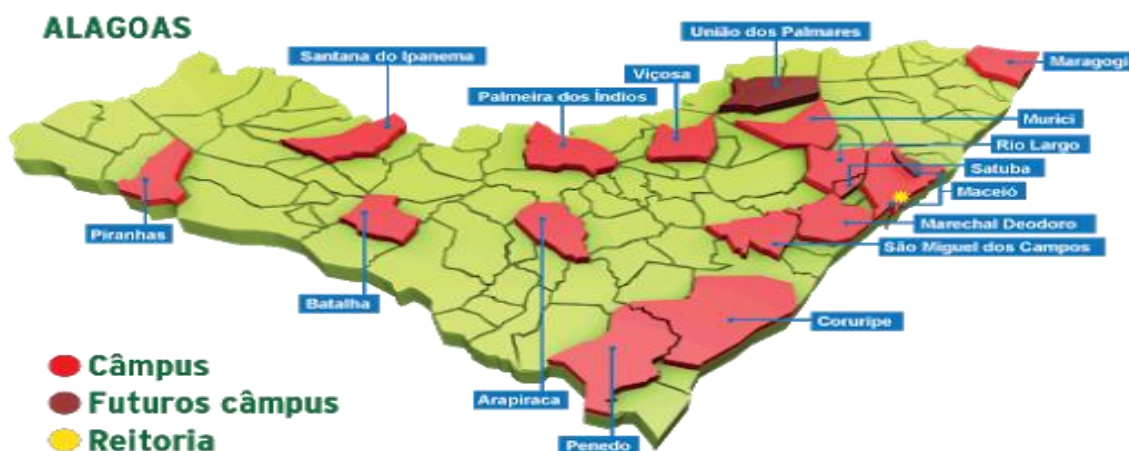 ALAGOAS
União dos Palmares
Santana do Ipanema
Maragogi
Viçosa
Palmeira dos Índios
Murici
Rio Largo
Satuba
Maceió
Marechal Deodoro
São Miguel dos Campos
Piranhas
Batalha
Coruripe
Arapiraca
Penedo
Câmpus
Futuros câmpus
Reitoria